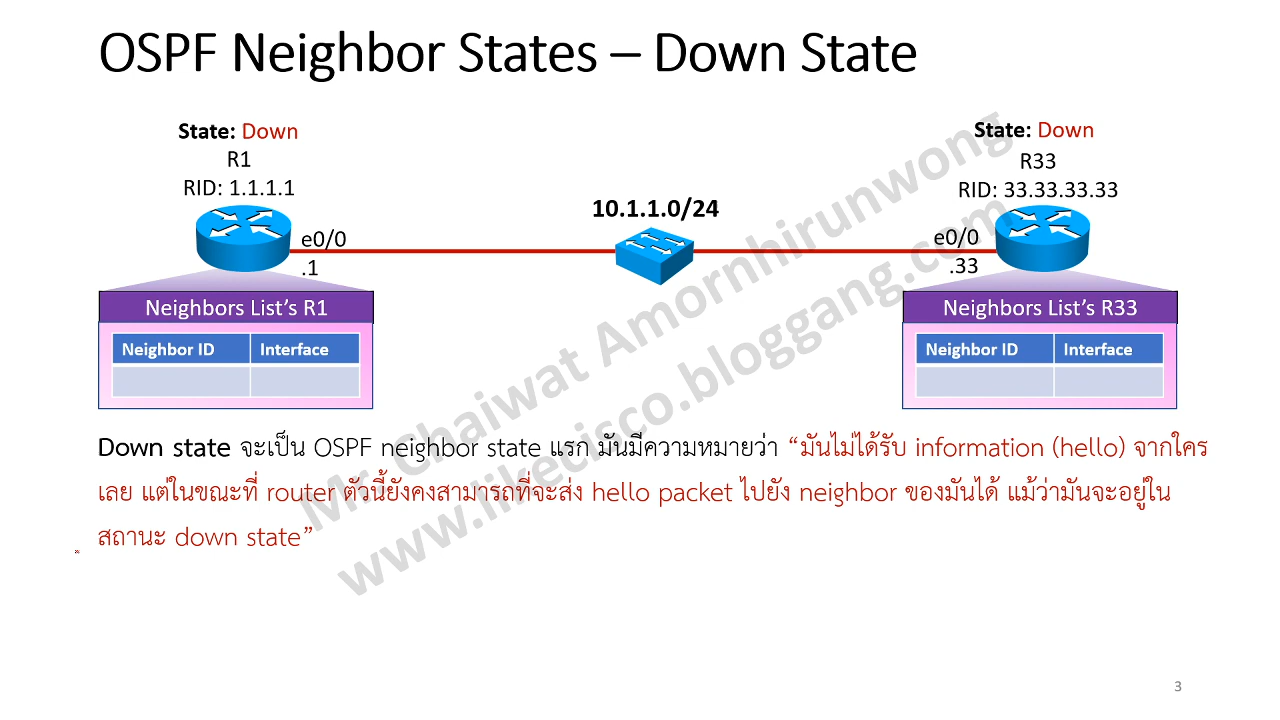 OSPF Neighbor States – Down State
State: Down
R1
RID: 1.1.1.1
State: Down
R33
RID: 33.33.33.33
10.1.1.0/24
e0/0
.1
e0/0
.33
Neighbors List's R1
Neighbor ID Interface
Neighbors List's R33
Neighbor ID Interface
Down state จะเป็น OSPF neighbor state แรก มันมีความหมายว่า “มันไม่ได้รับ information (hello) จากใคร
เลย แต่ในขณะที่ router ตัวนี้ยังคงสามารถที่จะส่ง hello packet ไปยัง neighbor ของมันได้ แม้ว่ามันจะอยู่ใน
สถานะ down state”
Mr. Chaiwat Amornhirunwong
www.likecisco.bloggang.com
3